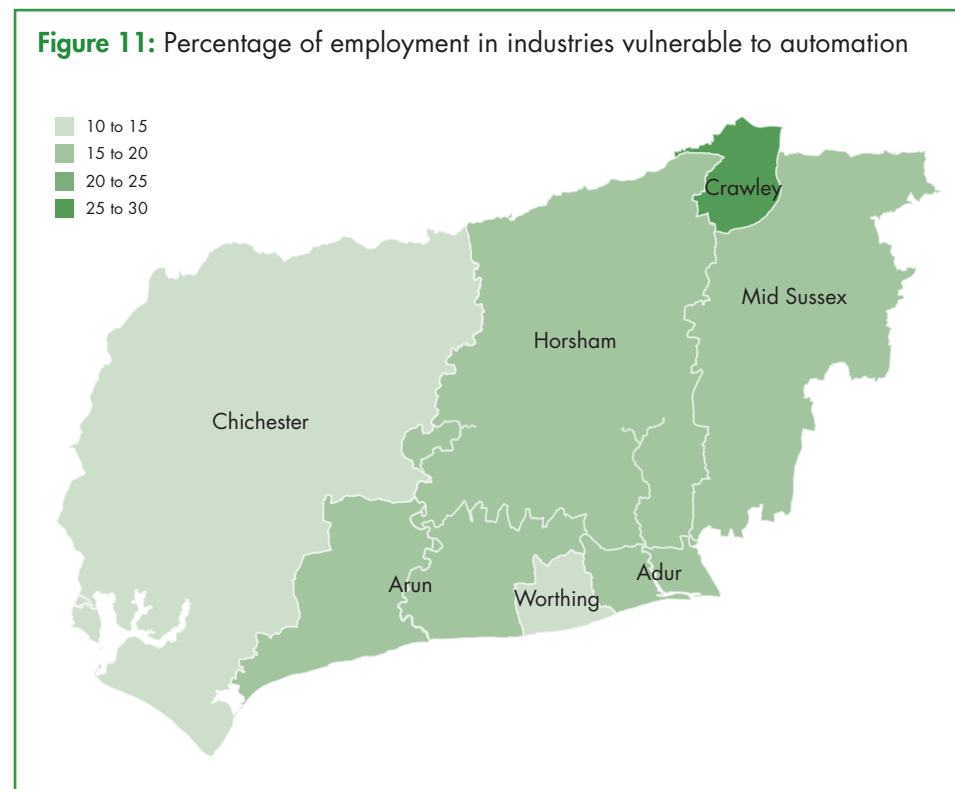 Figure 11: Percentage of employment in industries vulnerable to automation
10 to 15
15 to 20
20 to 25
25 to 30
Crawley
Mid Sussex
Horsham
Chichester
Adur
Arun
Worthing